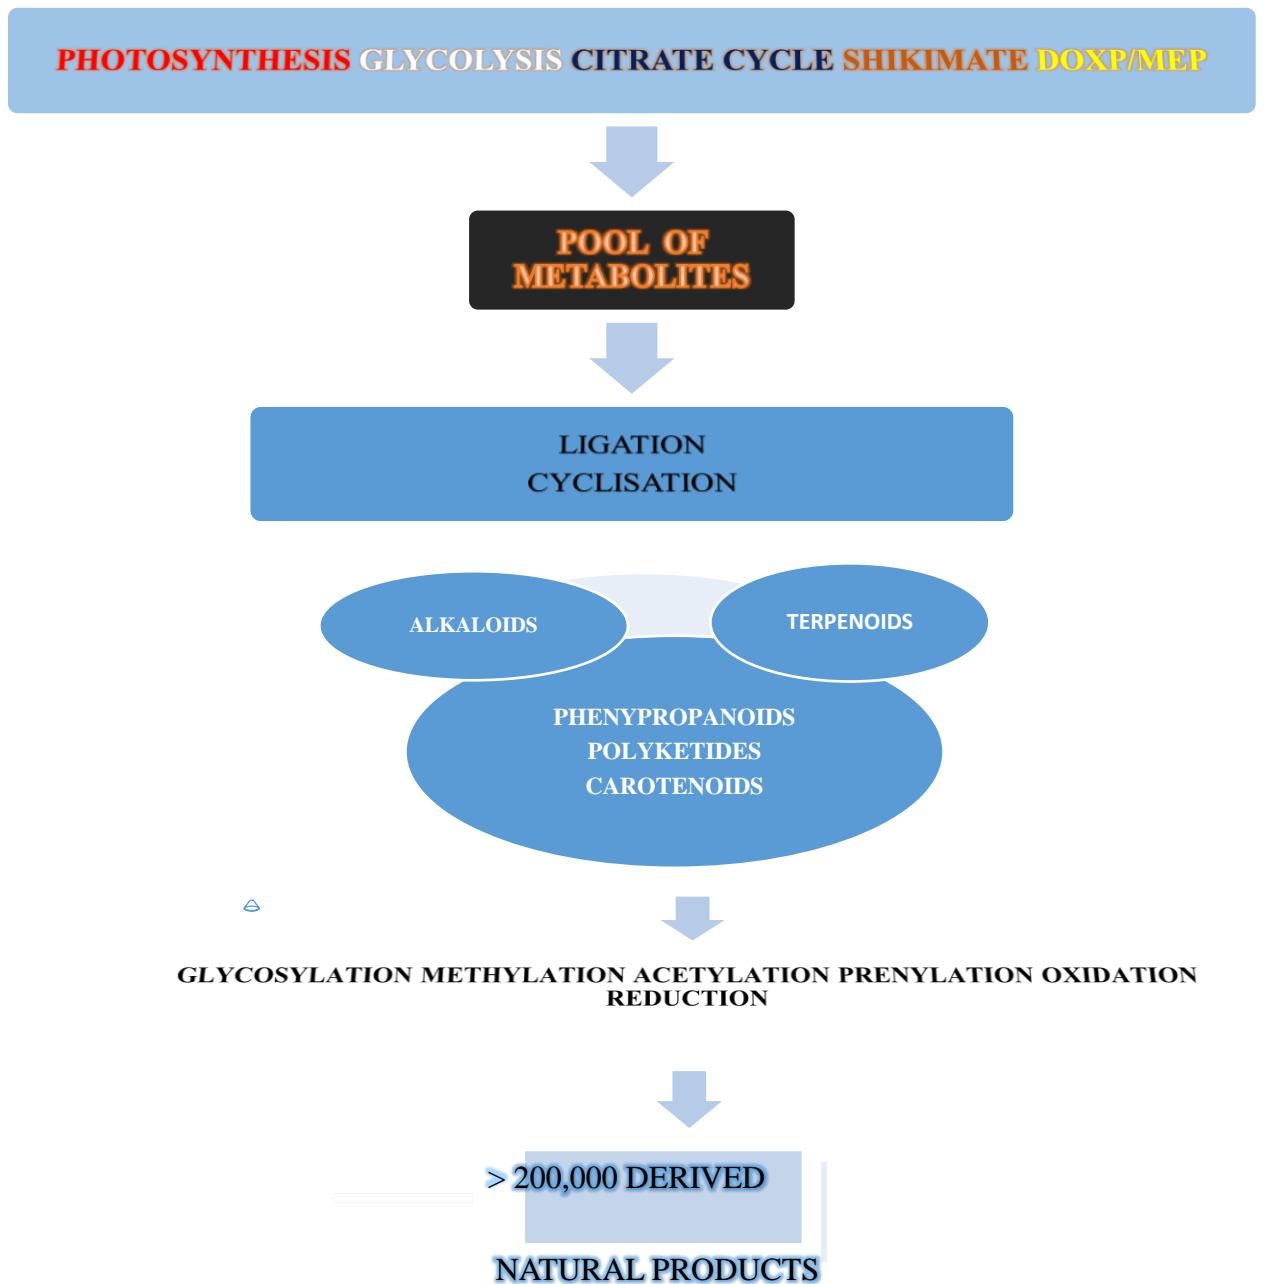 PHOTOSYNTHESIS GLYCOLYSIS CITRATE CYCLE SHIKIMATE DOXP/MEP
POOL OF
METABOLITES
LIGATION
CYCLISATION
ALKALOIDS
TERPENOIDS
PHENYPROPANOIDS
POLYKETIDES
CAROTENOIDS
GLYCOSYLATION METHYLATION ACETYLATION PRENYLATION OXIDATION
REDUCTION
> 200,000 DERIVED
NATURAL PRODUCTS